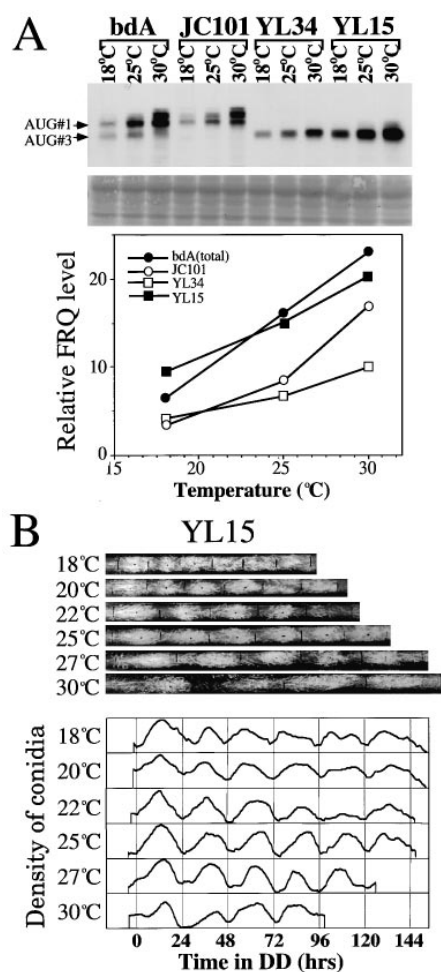 A
bdA JC101 YL34 YL15
18°C 25°C 30°C 18°C 25°C 30°C 18°C 25°C 30°C 18°C 25°C 30°C
AUG#1
AUG#3
Relative FRQ level
20
10
0
bdA(total)
JC101
YL34
YL15
15 20 25 30
Temperature (°C)
B
YL15
18°C
20°C
22°C
25°C
27°C
30°C
Density of conidia
18°C
20°C
22°C
25°C
27°C
30°C
0 24 48 72 96 120 144
Time in DD (hrs)